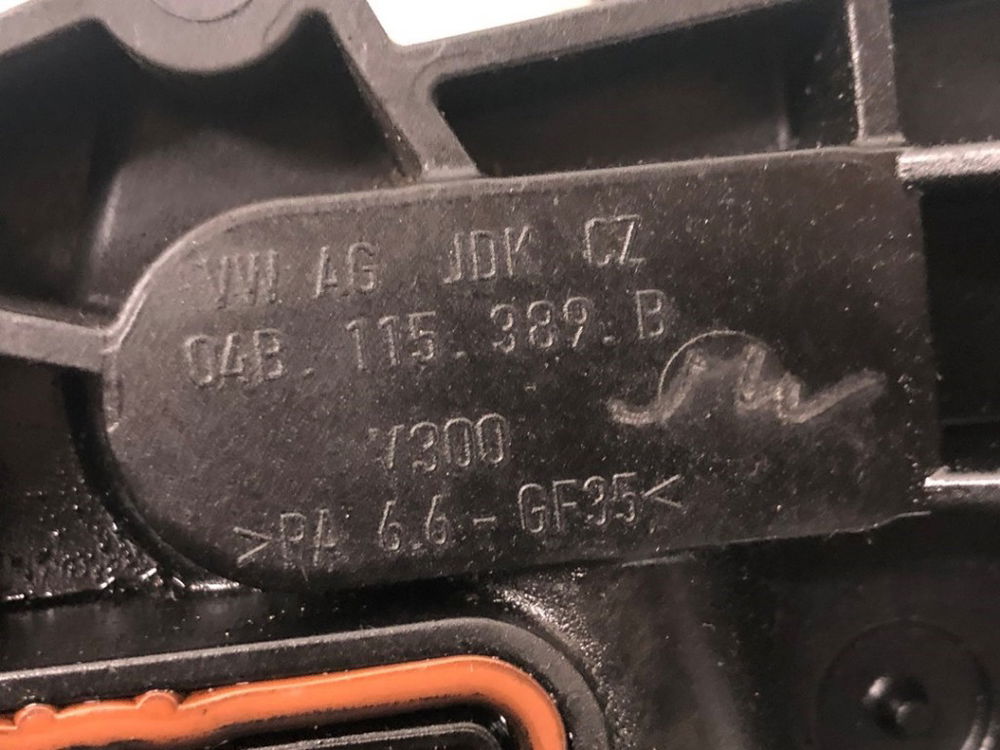 VW AG JDK CZ
04B.115.389.B
V300
>PA 6.6-GF35<